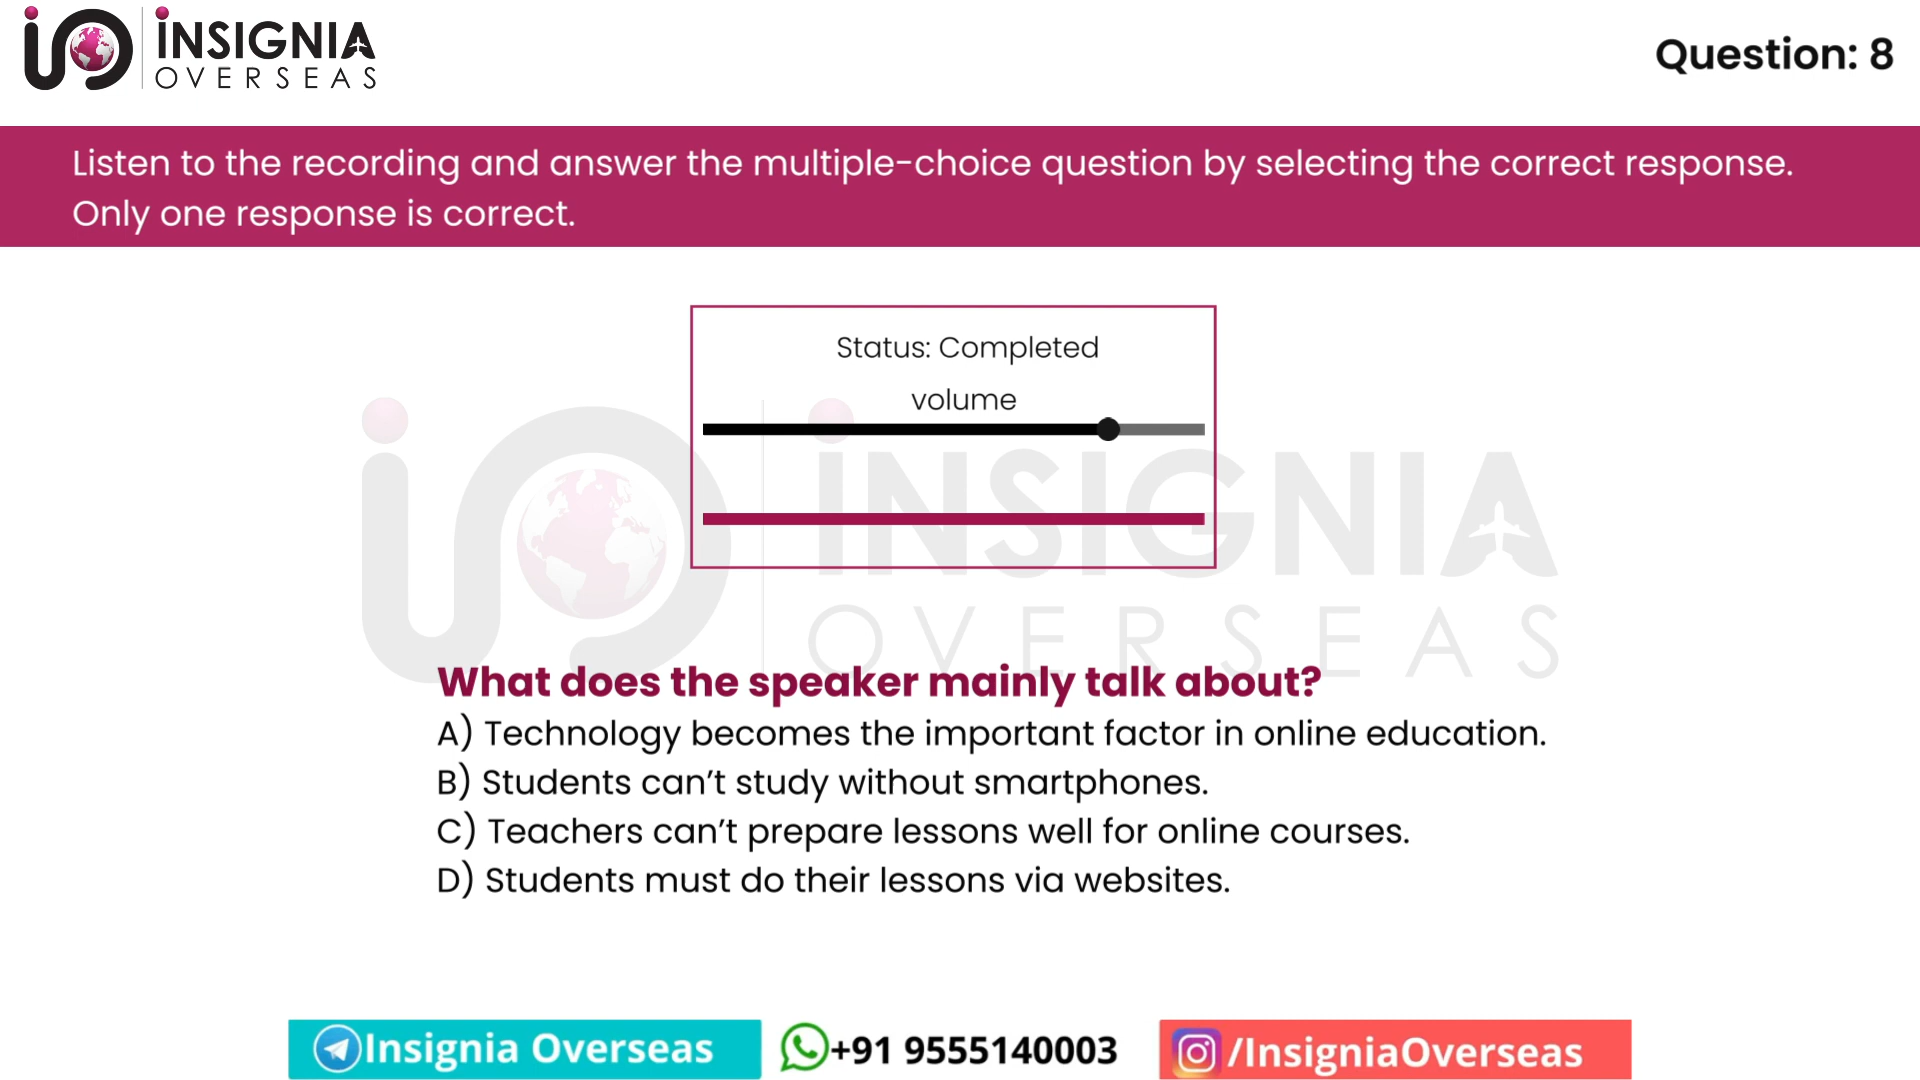 INSIGNIA
OVERSEAS
Question: 8
Listen to the recording and answer the multiple-choice question by selecting the correct response.
Only one response is correct.
Status: Completed
volume
INSIGNIA
OVERSEAS
What does the speaker mainly talk about?
A) Technology becomes the important factor in online education.
B) Students can’t study without smartphones.
C) Teachers can’t prepare lessons well for online courses.
D) Students must do their lessons via websites.
Insignia Overseas
+91 9555140003
/InsigniaOverseas